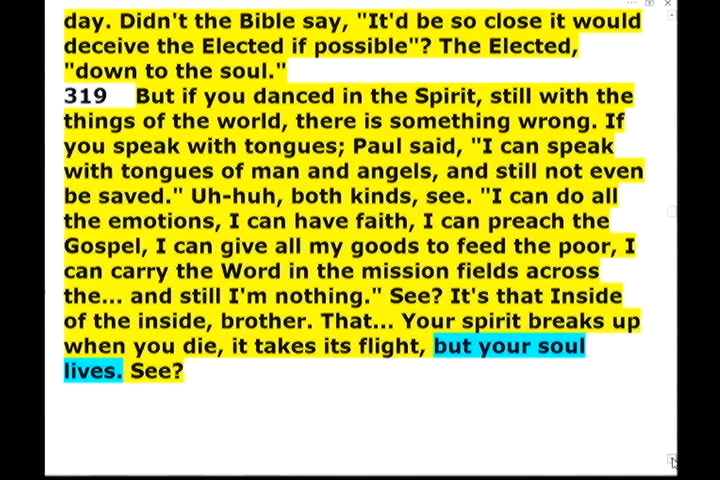 day. Didn't the Bible say, "It'd be so close it would
deceive the Elected if possible"? The Elected,
"down to the soul."
319 But if you danced in the Spirit, still with the
things of the world, there is something wrong. If
you speak with tongues; Paul said, "I can speak
with tongues of man and angels, and still not even
be saved." Uh-huh, both kinds, see. "I can do all
the emotions, I can have faith, I can preach the
Gospel, I can give all my goods to feed the poor, I
can carry the Word in the mission fields across
the... and still I'm nothing." See? It's that Inside
of the inside, brother. That... Your spirit breaks up
when you die, it takes its flight, but your soul
lives. See?